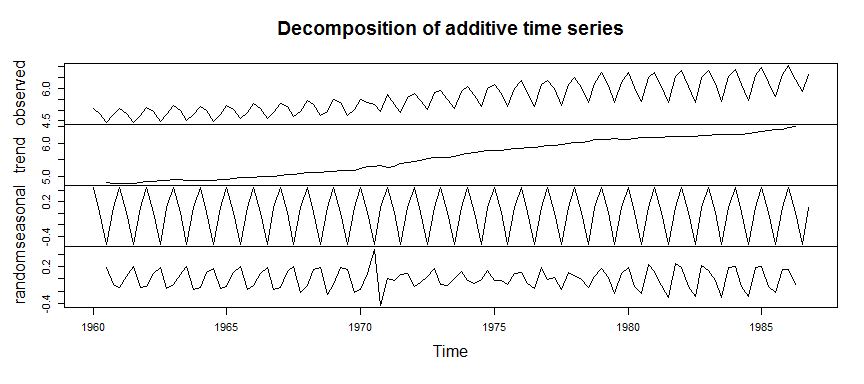 Decomposition of additive time series
observed
4.5 6.0
trend
5.0 6.0
seasonal
-0.4 0.2
random
-0.4 0.2
1960 1965 1970 1975 1980 1985
Time